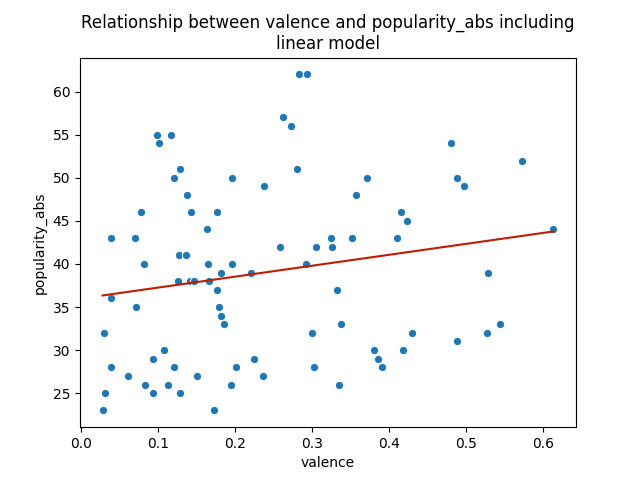 Relationship between valence and popularity_abs including
linear model
popularity_abs
60
55
50
45
40
35
30
25
0.0 0.1 0.2 0.3 0.4 0.5 0.6
valence